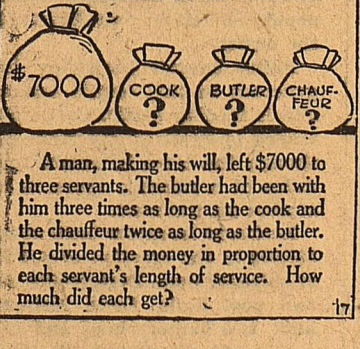 $7000
COOK
?
BUTLER
?
CHAUF-
FEUR
?
A man, making his will, left $7000 to
three servants. The butler had been with
him three times as long as the cook and
the chauffeur twice as long as the butler.
He divided the money in proportion to
each servant's length of service. How
much did each get?
17